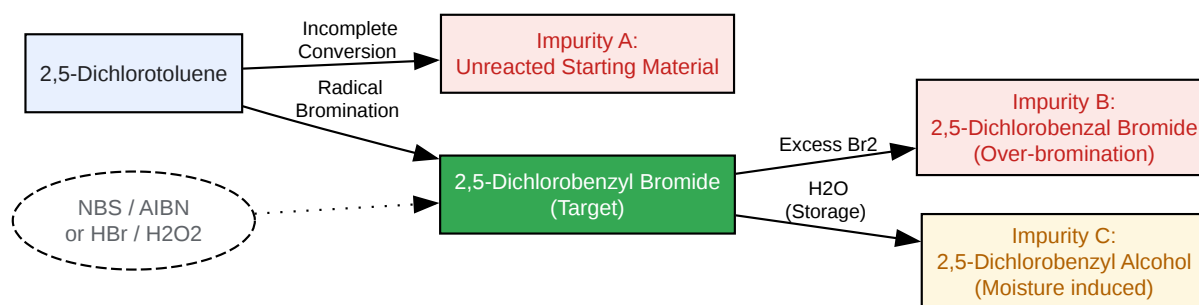 2,5-Dichlorotoluene
Incomplete
Conversion
Radical
Bromination
Impurity A:
Unreacted Starting Material
NBS / AIBN
or HBr / H2O2
2,5-Dichlorobenzyl Bromide
(Target)
Excess Br2
H2O
(Storage)
Impurity B:
2,5-Dichlorobenzal Bromide
(Over-bromination)
Impurity C:
2,5-Dichlorobenzyl Alcohol
(Moisture induced)